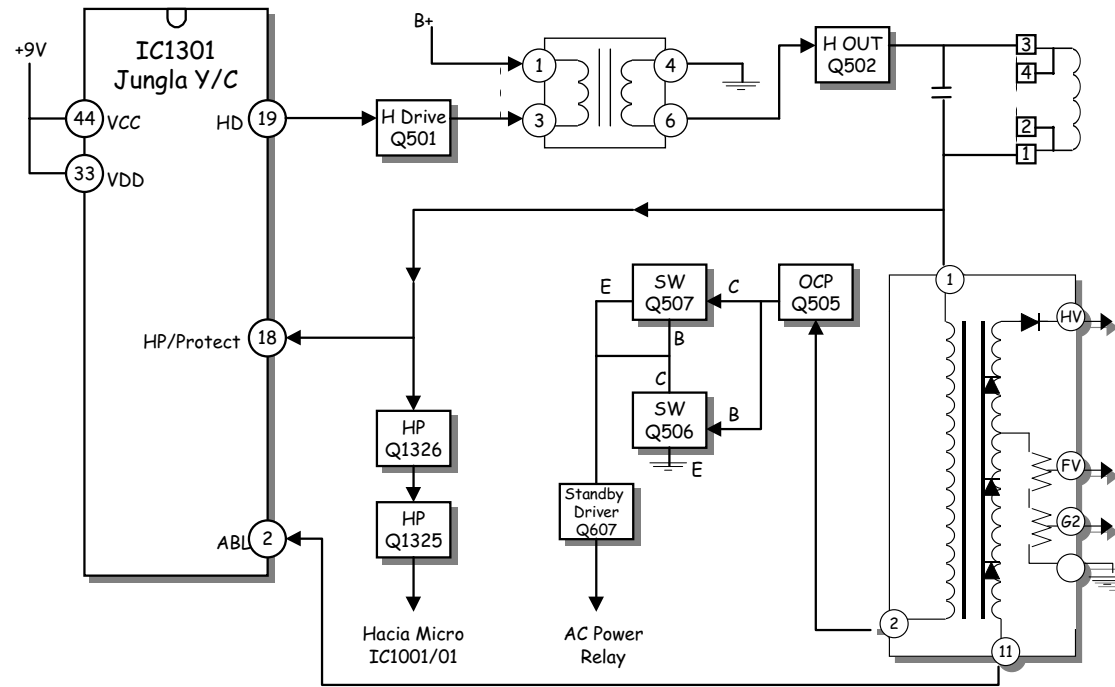 +9V
IC1301
Jungla Y/C
44
VCC
33
VDD
HD
19
HP/Protect
18
ABL
2
B+
H Drive
Q501
1
3
4
6
H OUT
Q502
3
4
2
1
SW
Q507
E
C
OCP
Q505
B
C
SW
Q506
B
E
HP
Q1326
HP
Q1325
Hacia Micro
IC1001/01
Standby
Driver
Q607
AC Power
Relay
1
HV
FV
G2
2
11